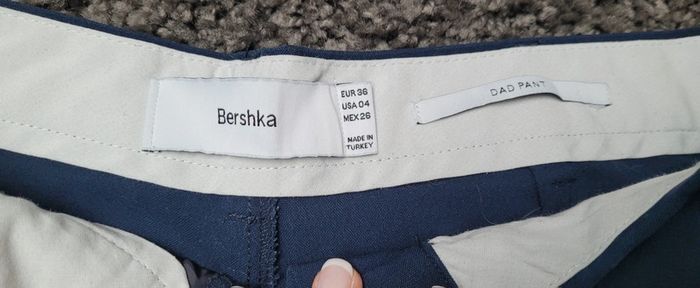 Bershka
EUR 36
USA 04
MEX 26
MADE IN
TURKEY
DAD PANT